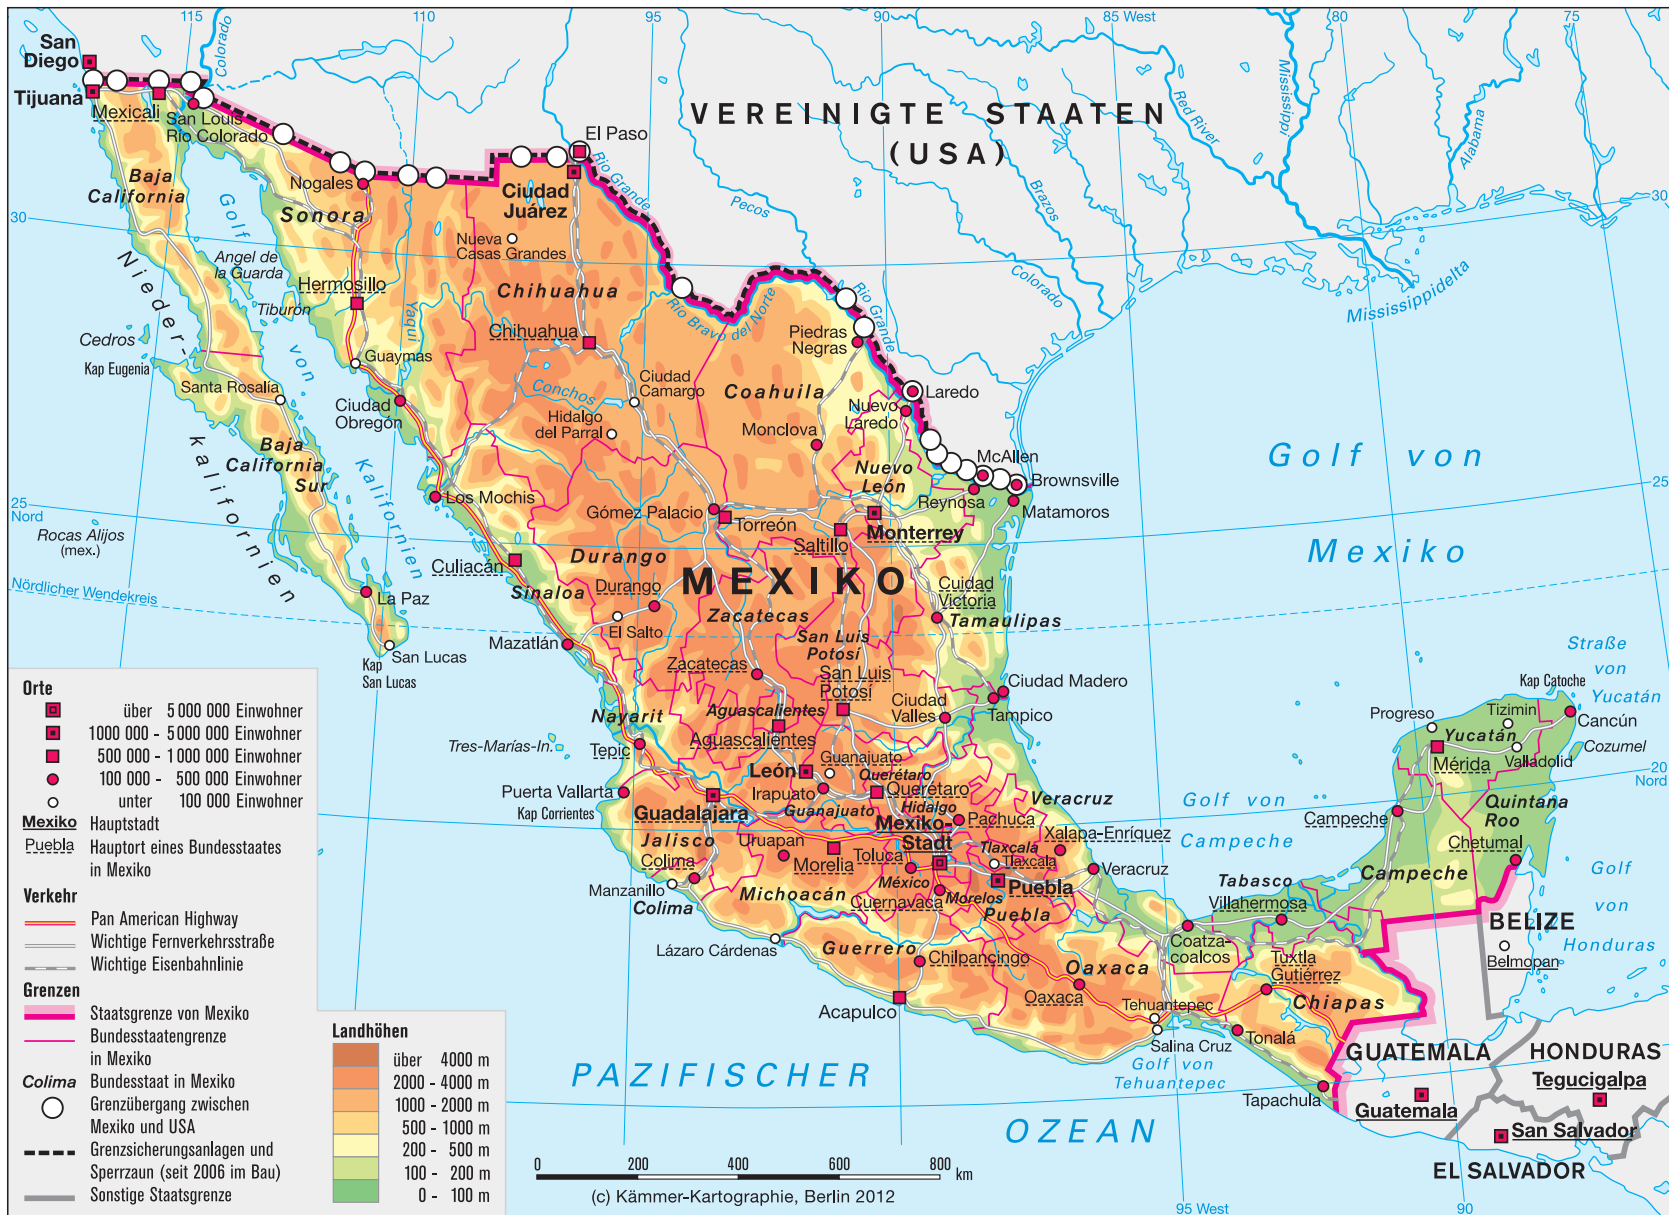 115
110
95
90
85 West
80
75
San
Diego
Tijuana
Mexicali
San Louis
Rio Colorado
Colorado
El Paso
VEREINIGTE STAATEN
(USA)
Red River
Mississippi
Alabama
Rio Grande
Pecos
Brazos
Colorado
Mississippidelta
Nogales
Ciudad
Juárez
Baja
California
Sonora
Golf
von
Kalifornien
30
30
Nueva
Casas Grandes
Angel de
la Guarda
Hermosillo
Tiburón
Yaqui
Chihuahua
Chihuahua
Rio Bravo del Norte
Rio Grande
Piedras
Negras
Nieder-
kalifornien
Cedros
Kap Eugenia
Guaymas
Santa Rosalía
Ciudad
Obregón
Conchos
Ciudad
Camargo
Hidalgo
del Parral
Coahuila
Monclova
Laredo
Nuevo
Laredo
Nuevo
León
McAllen
Brownsville
Reynosa
Matamoros
Golf von
Mexiko
Baja
California
Sur
25
Nord
25
Rocas Alijos
(mex.)
Los Mochis
Gómez Palacio
Torreón
Saltillo
Monterrey
Nördlicher Wendekreis
Culiacán
Durango
Durango
Sinaloa
El Salto
MEXIKO
Cuidad
Victoria
Tamaulipas
La Paz
Mazatlán
Zacatecas
San Luis
Potosí
San Lucas
Kap
San Lucas
Zacatecas
San Luis
Potosí
Ciudad Madero
Tampico
Ciudad
Valles
Straße
von
Yucatán
Kap Catoche
Nayarit
Tres-Marías-In.
Tepic
Aguascalientes
Aguascalientes
Progreso
Tizimin
Cancún
Yucatán
Cozumel
Mérida
Valladolid
20
Nord
León
Guanajuato
Querétaro
Irapuato
Querétaro
Guanajuato
Hidalgo
Puerta Vallarta
Kap Corrientes
Guadalajara
Veracruz
Golf von
Campeche
Quintana
Roo
Mexiko-
Stadt
Pachuca
Xalapa-Enríquez
Campeche
Chetumal
Jalisco
Uruapan
Colima
Morelia
Toluca
Tlaxcala
Tlaxcala
Manzanillo
Colima
Michoacán
México
Cuernavaca
Morelos
Puebla
Puebla
Veracruz
Tabasco
Villahermosa
Campeche
Golf
von
Honduras
BELIZE
Belmopan
Lázaro Cárdenas
Guerrero
Chilpancingo
Coatza-
coalcos
Tuxtla
Gutiérrez
Oaxaca
Oaxaca
Chiapas
Acapulco
Tehuantepec
Salina Cruz
Tonalá
Golf von
Tehuantepec
GUATEMALA
HONDURAS
Tegucigalpa
Tapachula
Guatemala
San Salvador
EL SALVADOR
PAZIFISCHER
OZEAN
Orte
über 5 000 000 Einwohner
1000 000 - 5 000 000 Einwohner
500 000 - 1 000 000 Einwohner
100 000 - 500 000 Einwohner
unter 100 000 Einwohner
Mexiko Hauptstadt
Puebla Hauptort eines Bundesstaates
in Mexiko
Verkehr
Pan American Highway
Wichtige Fernverkehrsstraße
Wichtige Eisenbahnlinie
Grenzen
Staatsgrenze von Mexiko
Bundesstaatengrenze
in Mexiko
Colima Bundesstaat in Mexiko
Grenzübergang zwischen
Mexiko und USA
Grenzsicherungsanlagen und
Sperrzaun (seit 2006 im Bau)
Sonstige Staatsgrenze
Landhöhen
über 4000 m
2000 - 4000 m
1000 - 2000 m
500 - 1000 m
200 - 500 m
100 - 200 m
0 - 100 m
0 200 400 600 800 km
(c) Kämmer-Kartographie, Berlin 2012
95 West
90